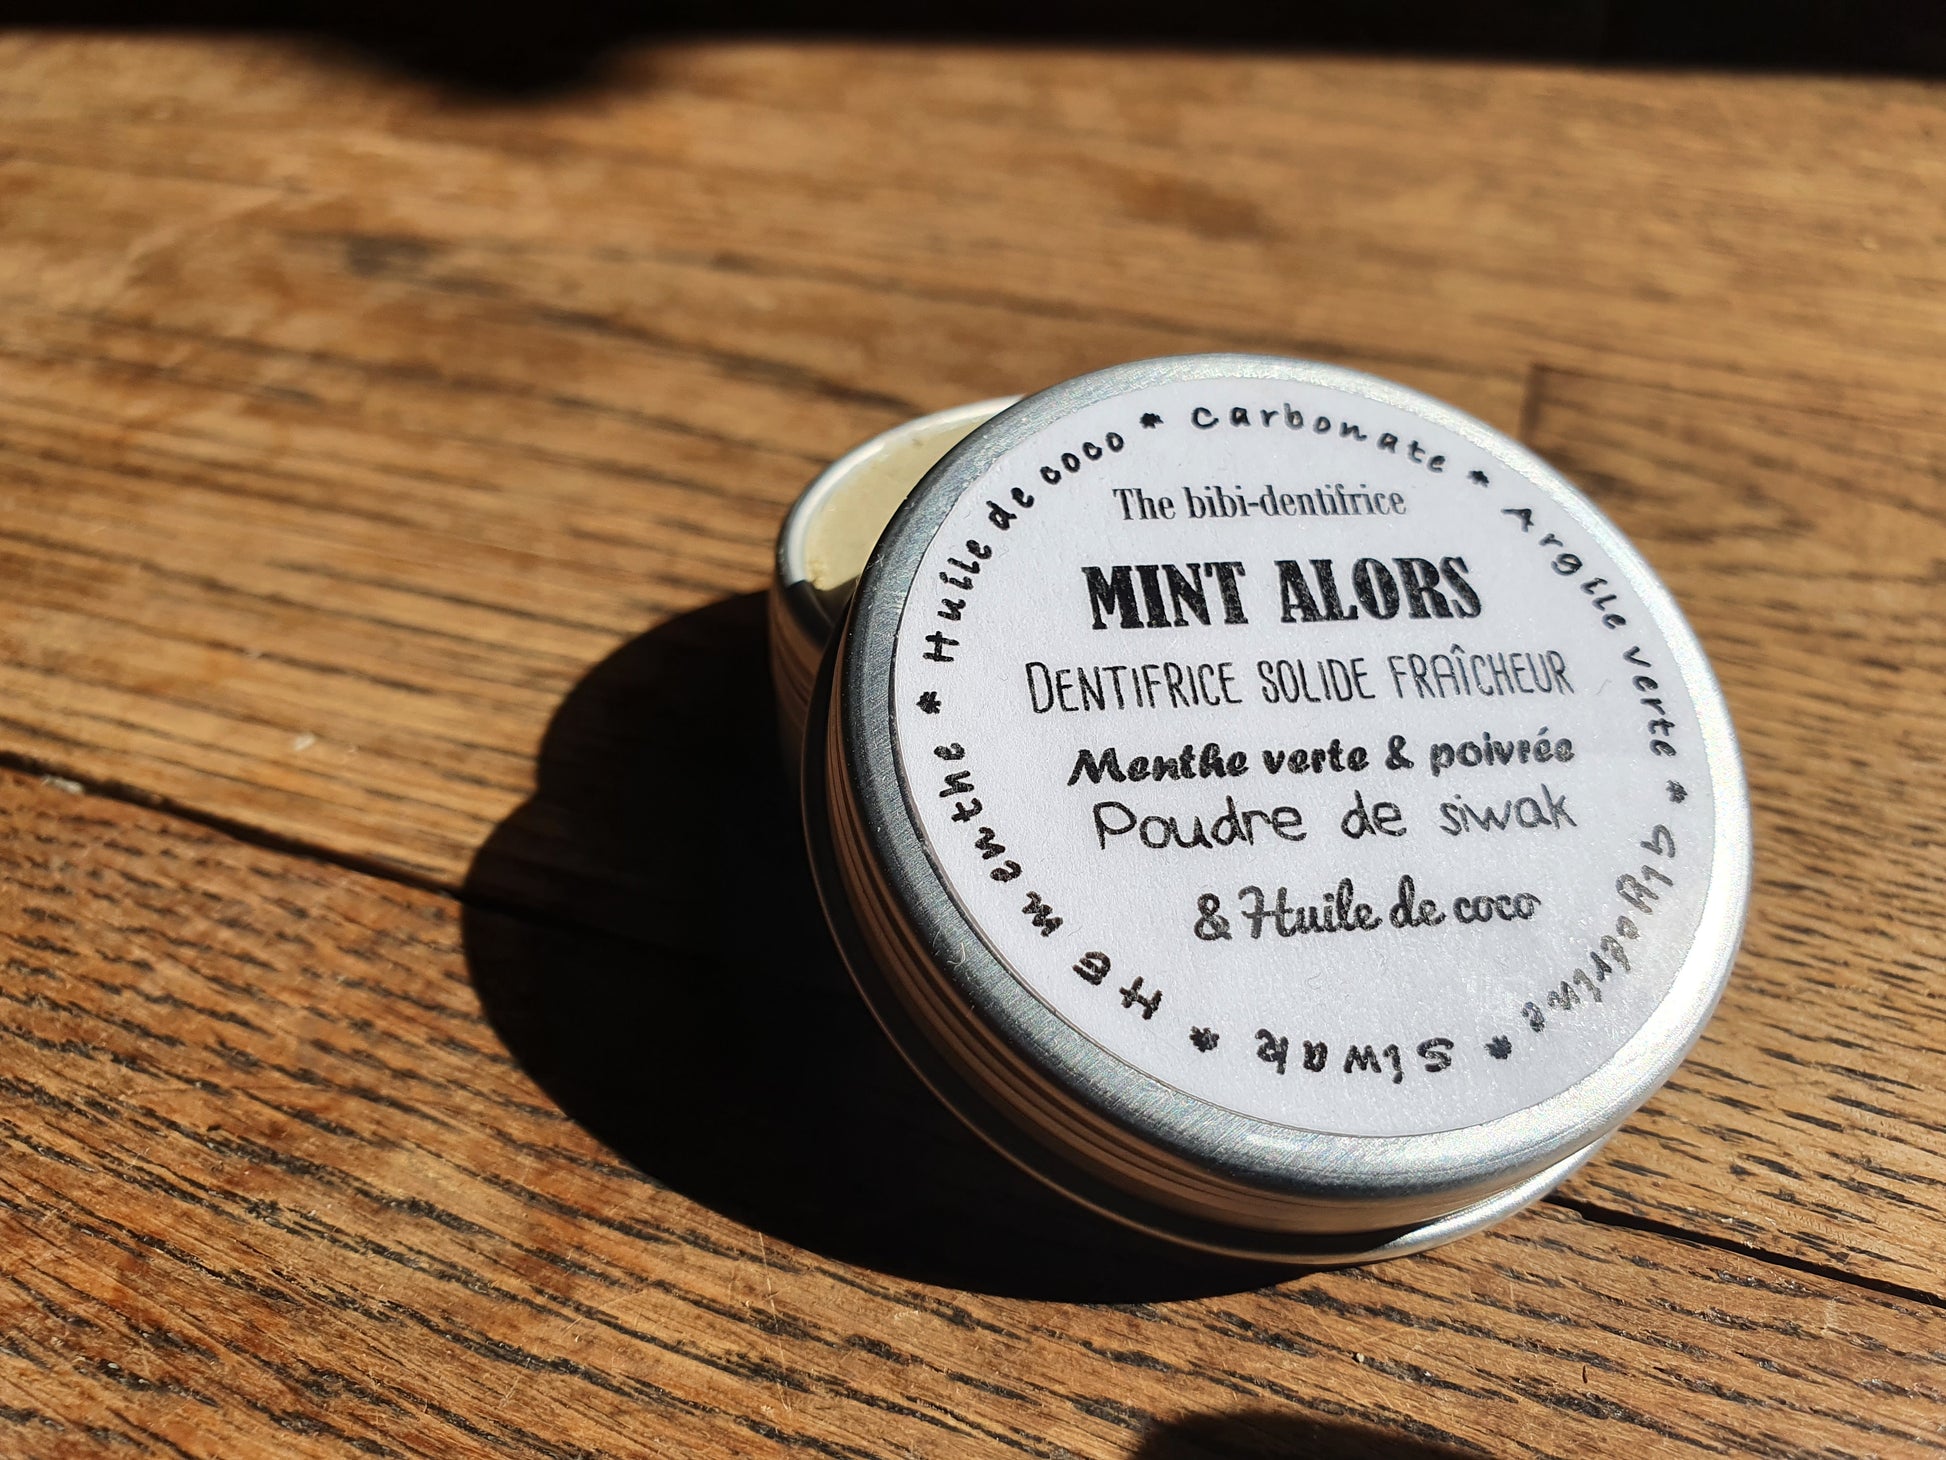 The bibi-dentifrice
MINT ALORS
DENTIFRICE SOLIDE FRAÎCHEUR
Menthe verte & poivrée
Poudre de siwak
& Huile de coco
* Carbonate * Argile verte * Glycérine * Siwak * HE menthe * Huile de coco